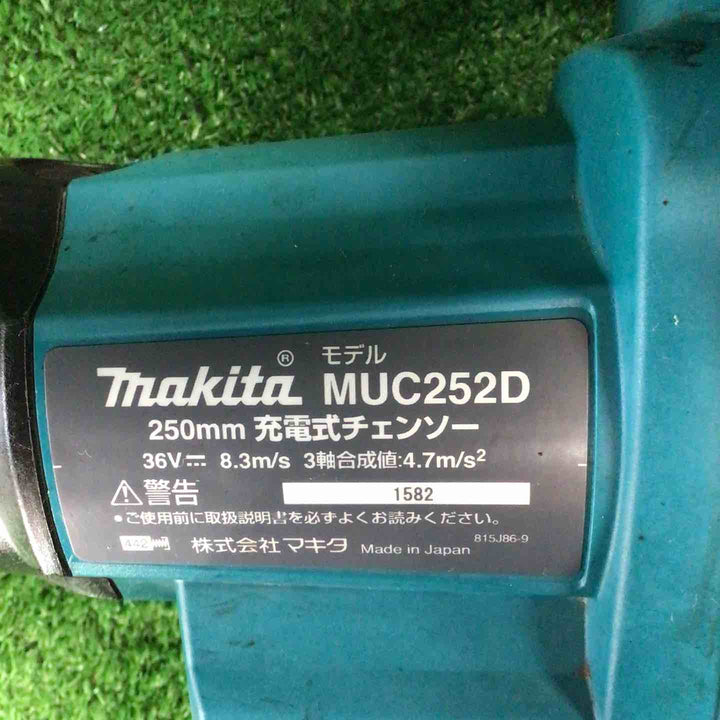 makita® モデル MUC252D
250mm 充電式チェンソー
36V⎓ 8.3m/s 3軸合成値:4.7m/s²
⚠警告 1582
●ご使用前に取扱説明書を必ずよくお読みください。
442 株式会社マキタ Made in Japan 815J86-9